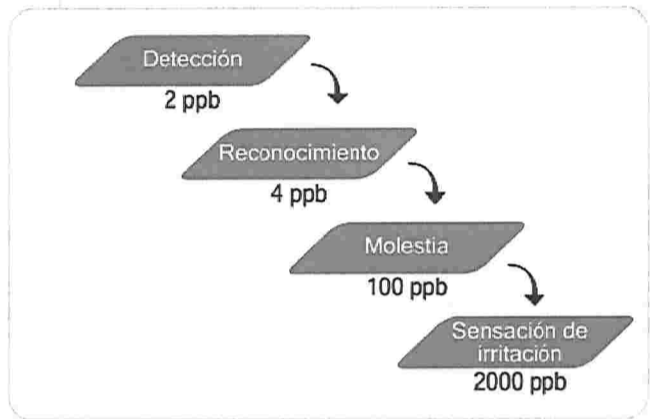 Detección
2 ppb
Reconocimiento
4 ppb
Molestia
100 ppb
Sensación de
irritación
2000 ppb